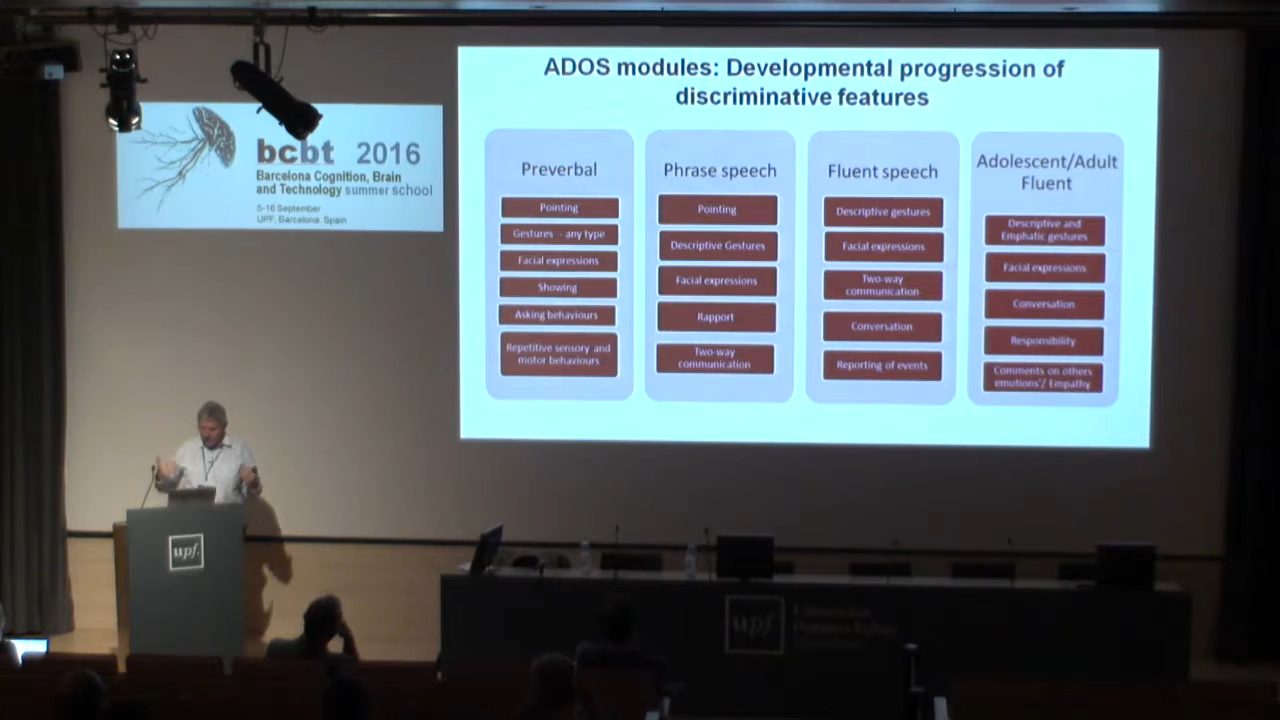 ADOS modules: Developmental progression of
discriminative features
bcbt 2016
Barcelona Cognition, Brain
and Technology summer school
5-16 September
UPF, Barcelona, Spain
Preverbal
Pointing
Gestures - any type
Facial expressions
Showing
Asking behaviours
Repetitive sensory and
motor behaviours
Phrase speech
Pointing
Descriptive Gestures
Facial expressions
Rapport
Two-way
communication
Fluent speech
Descriptive gestures
Facial expressions
Two-way
communication
Conversation
Reporting of events
Adolescent/Adult
Fluent
Descriptive and
Emphatic gestures
Facial expressions
Conversation
Responsibility
Comments on others
emotions'/ Empathy
upf.
upf.